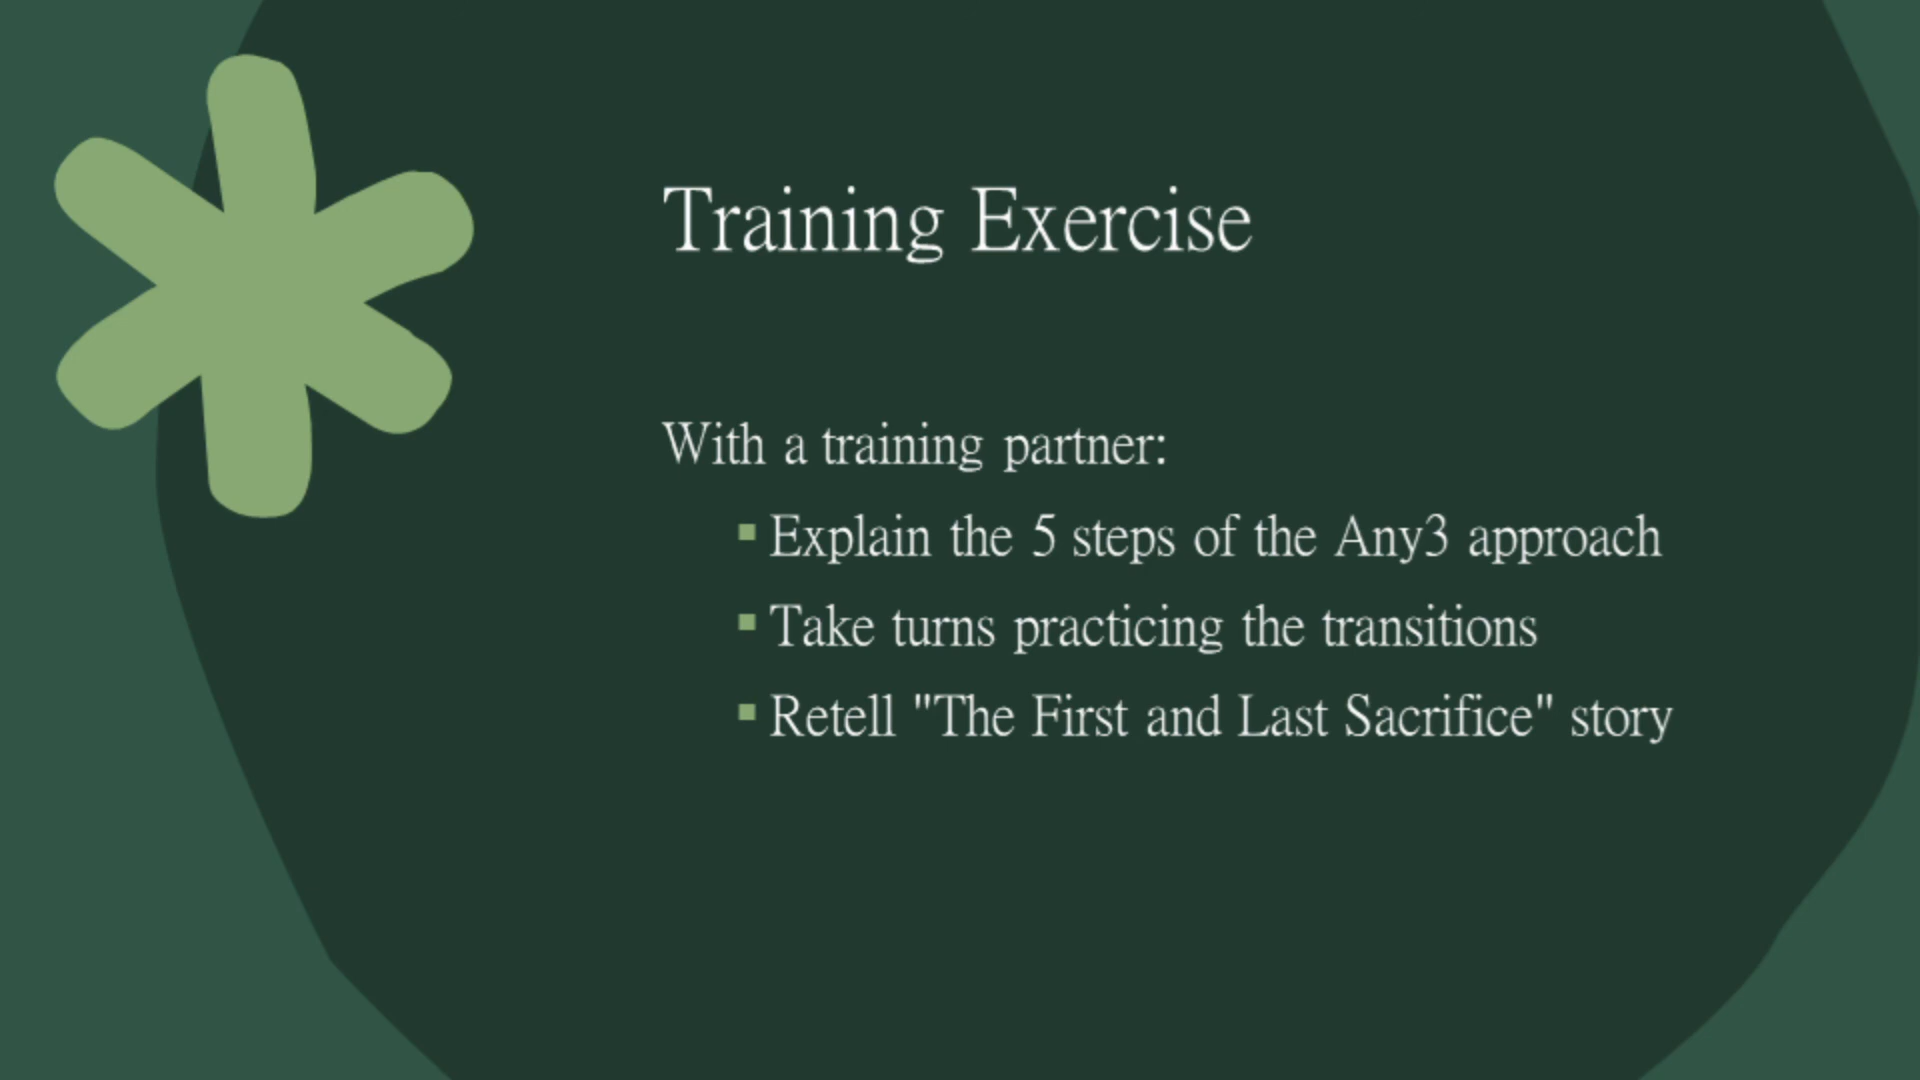 Training Exercise
With a training partner:
Explain the 5 steps of the Any3 approach
Take turns practicing the transitions
Retell "The First and Last Sacrifice" story